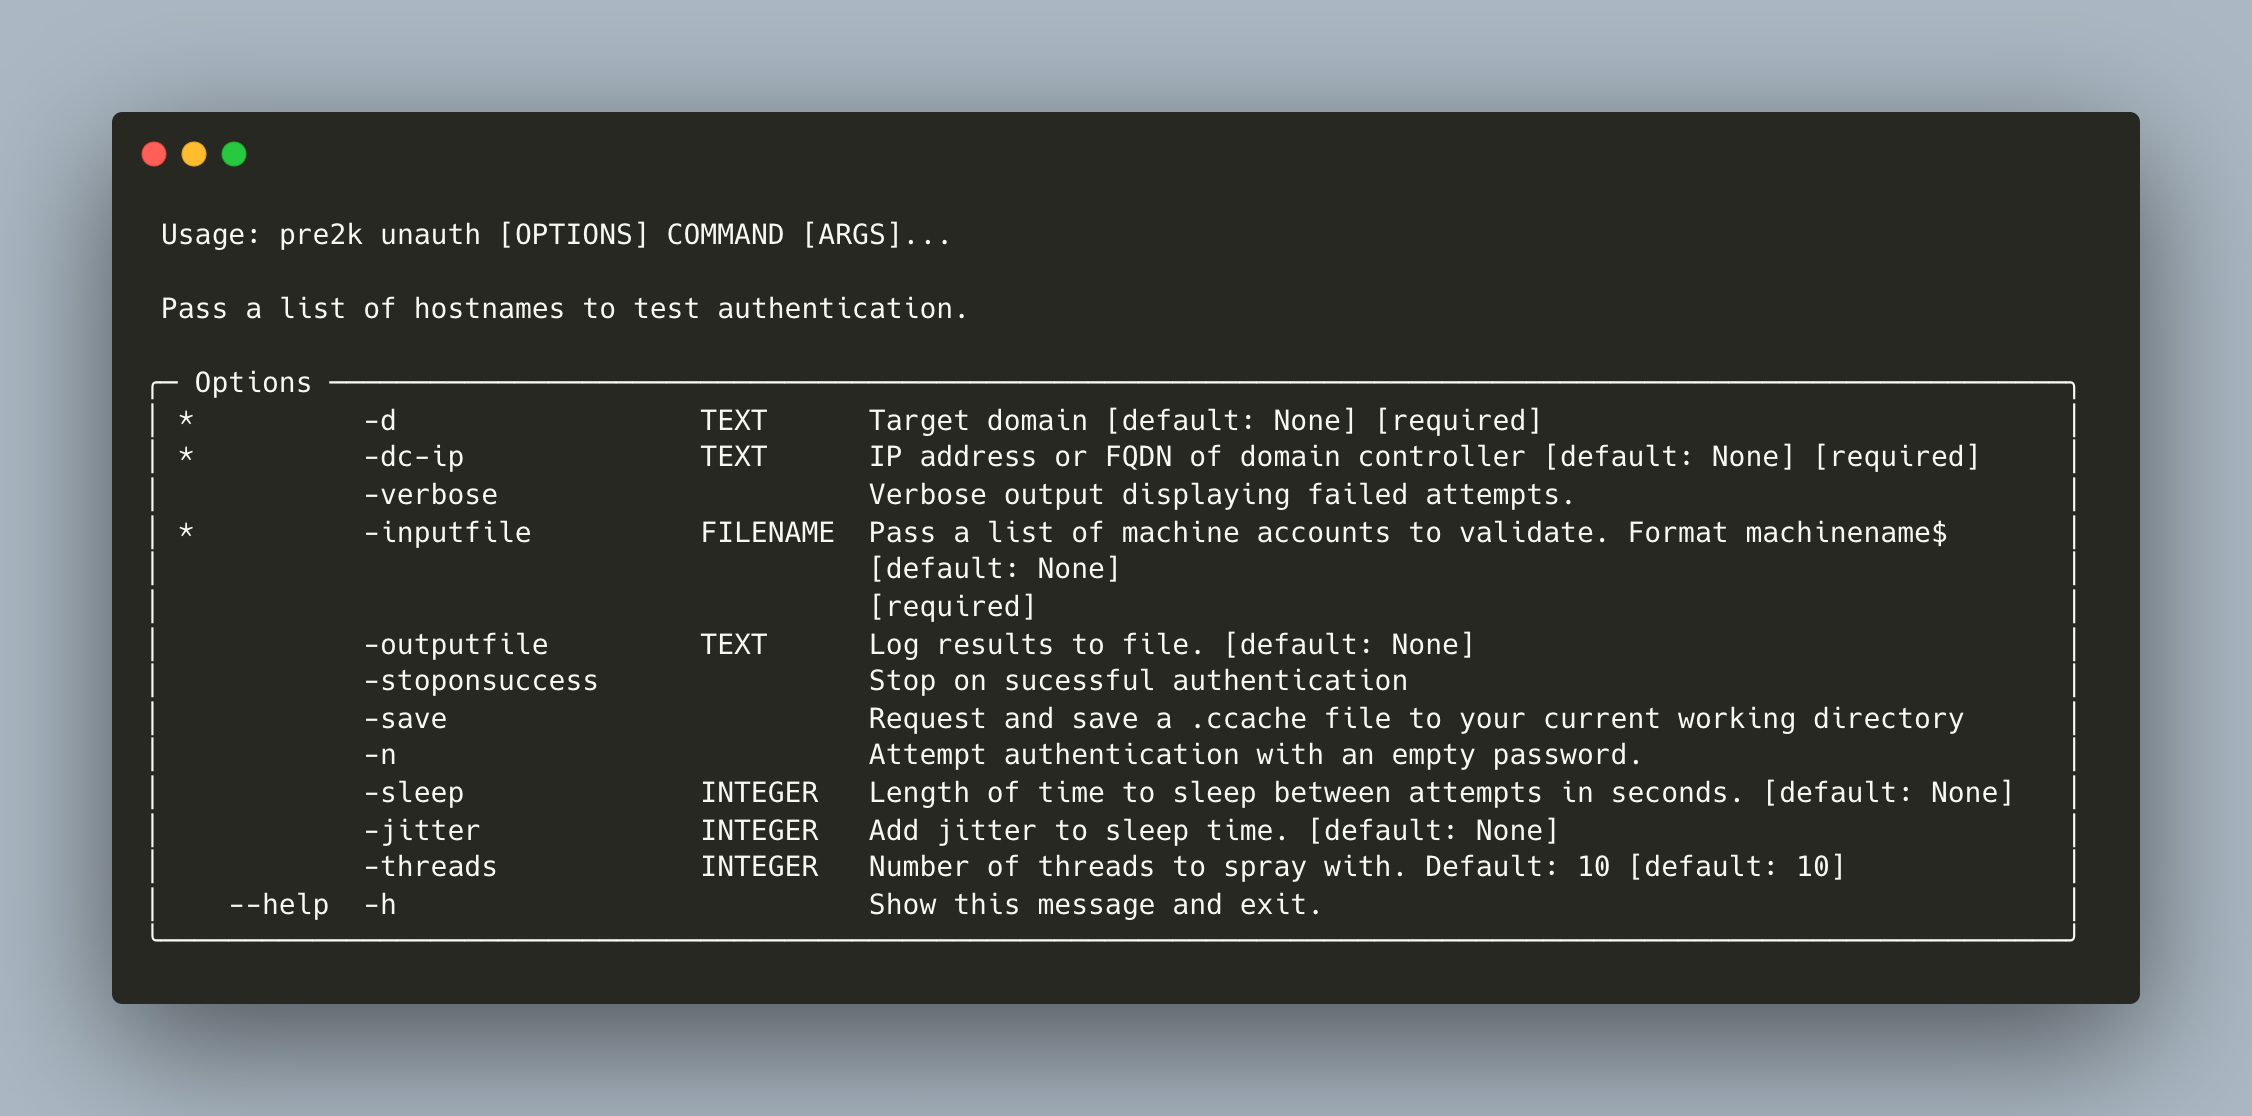 Usage: pre2k unauth [OPTIONS] COMMAND [ARGS]...
Pass a list of hostnames to test authentication.
Options
* -d TEXT Target domain [default: None] [required]
* -dc-ip TEXT IP address or FQDN of domain controller [default: None] [required]
-verbose Verbose output displaying failed attempts.
* -inputfile FILENAME Pass a list of machine accounts to validate. Format machinename$
[default: None]
[required]
-outputfile TEXT Log results to file. [default: None]
-stoponsuccess Stop on sucessful authentication
-save Request and save a .ccache file to your current working directory
-n Attempt authentication with an empty password.
-sleep INTEGER Length of time to sleep between attempts in seconds. [default: None]
-jitter INTEGER Add jitter to sleep time. [default: None]
-threads INTEGER Number of threads to spray with. Default: 10 [default: 10]
--help -h Show this message and exit.